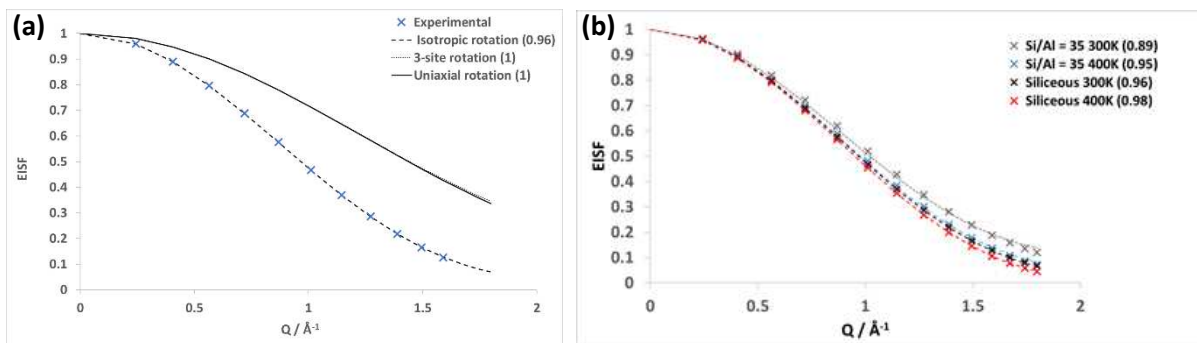 (a)
Experimental
Isotropic rotation (0.96)
3-site rotation (1)
Uniaxial rotation (1)
1
0.9
0.8
0.7
0.6
0.5
0.4
0.3
0.2
0.1
0
EISF
0
0.5
1
1.5
2
Q / Å-1
(b)
Si/Al = 35 300K (0.89)
Si/Al = 35 400K (0.95)
Siliceous 300K (0.96)
Siliceous 400K (0.98)
1
0.9
0.8
0.7
0.6
0.5
0.4
0.3
0.2
0.1
0
EISF
0
0.5
1
1.5
2
Q / Å-1